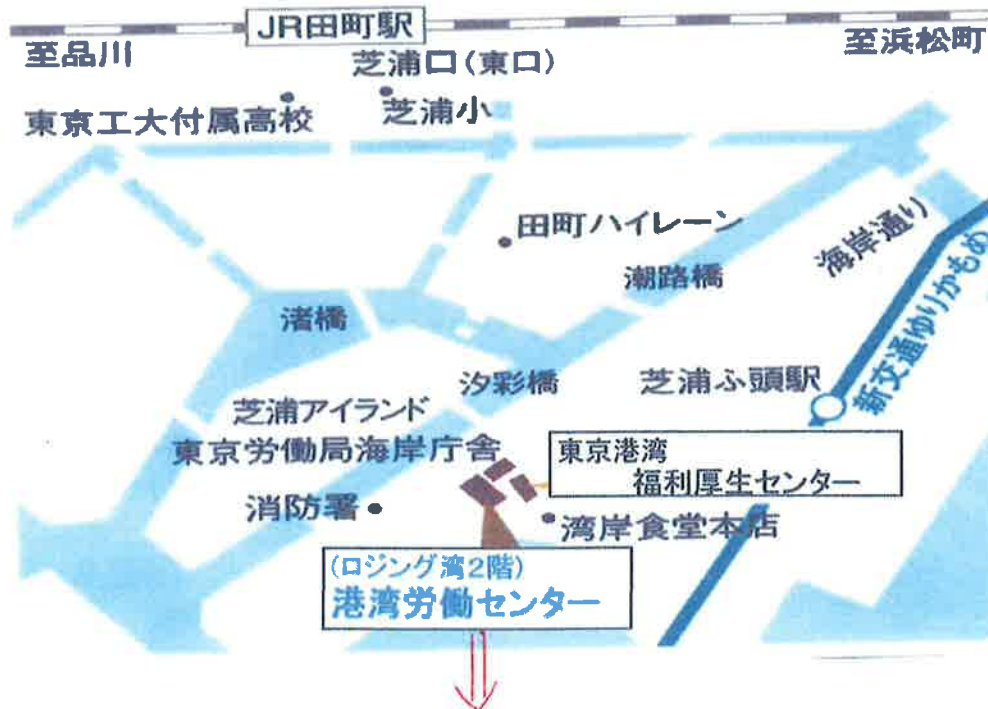 JR田町駅
至品川
至浜松町
芝浦口(東口)
芝浦小
東京工大付属高校
田町ハイレーン
海岸通り
潮路橋
新交通ゆりかもめ
渚橋
汐彩橋
芝浦ふ頭駅
芝浦アイランド
東京労働局海岸庁舎
東京港湾
福利厚生センター
消防署
湾岸食堂本店
(ロジング湾2階)
港湾労働センター